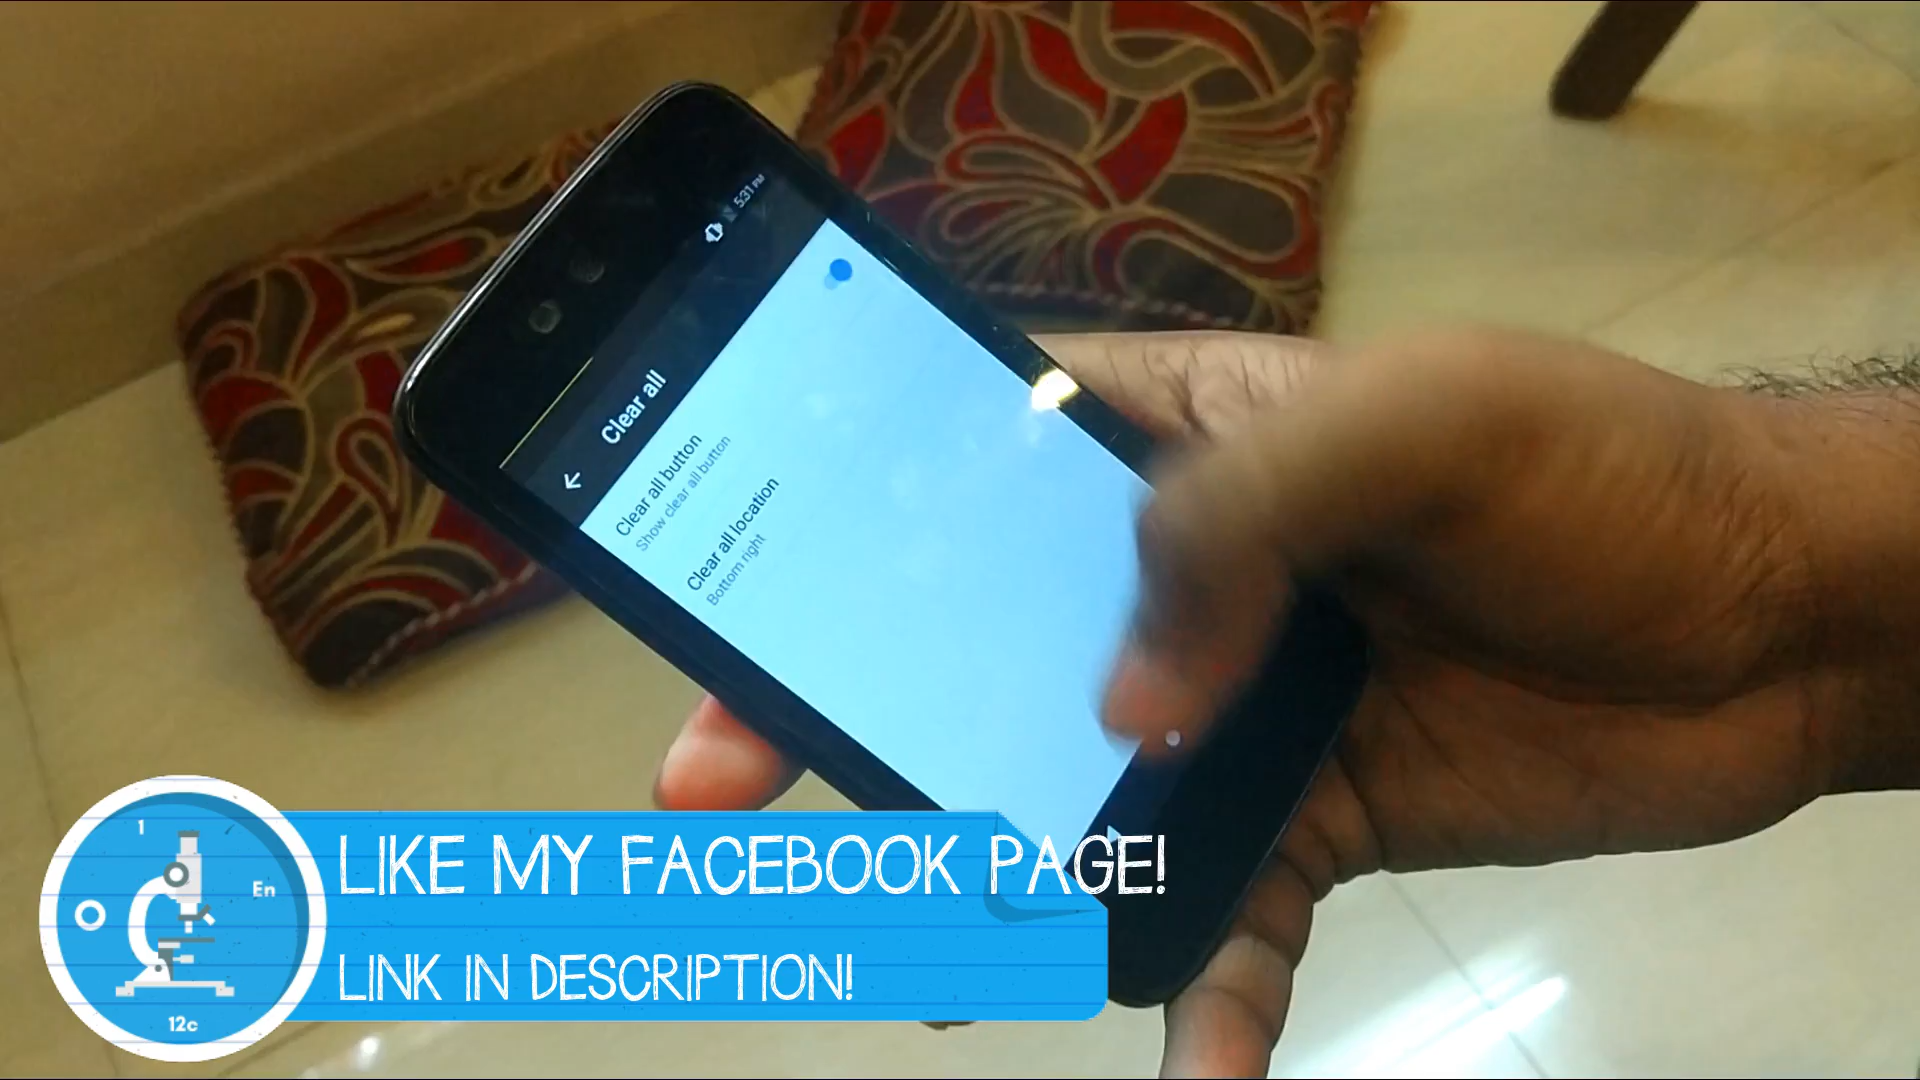 5:31 PM
Clear all
Clear all button
Show clear all button
Clear all location
Bottom right
1
En
12c
LIKE MY FACEBOOK PAGE!
LINK IN DESCRIPTION!